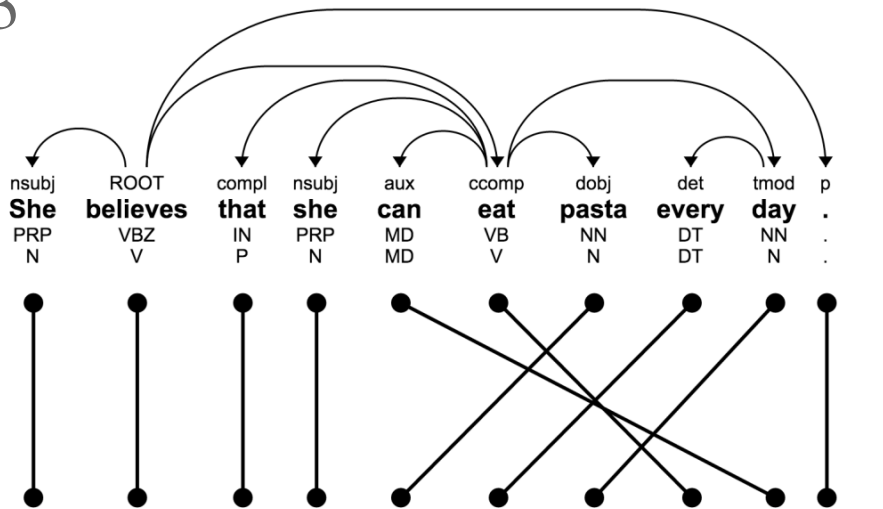 nsubj ROOT compl nsubj aux ccomp dobj det tmod p
She believes that she can eat pasta every day .
PRP VBZ IN PRP MD VB NN DT NN .
N V P N MD V N DT N .